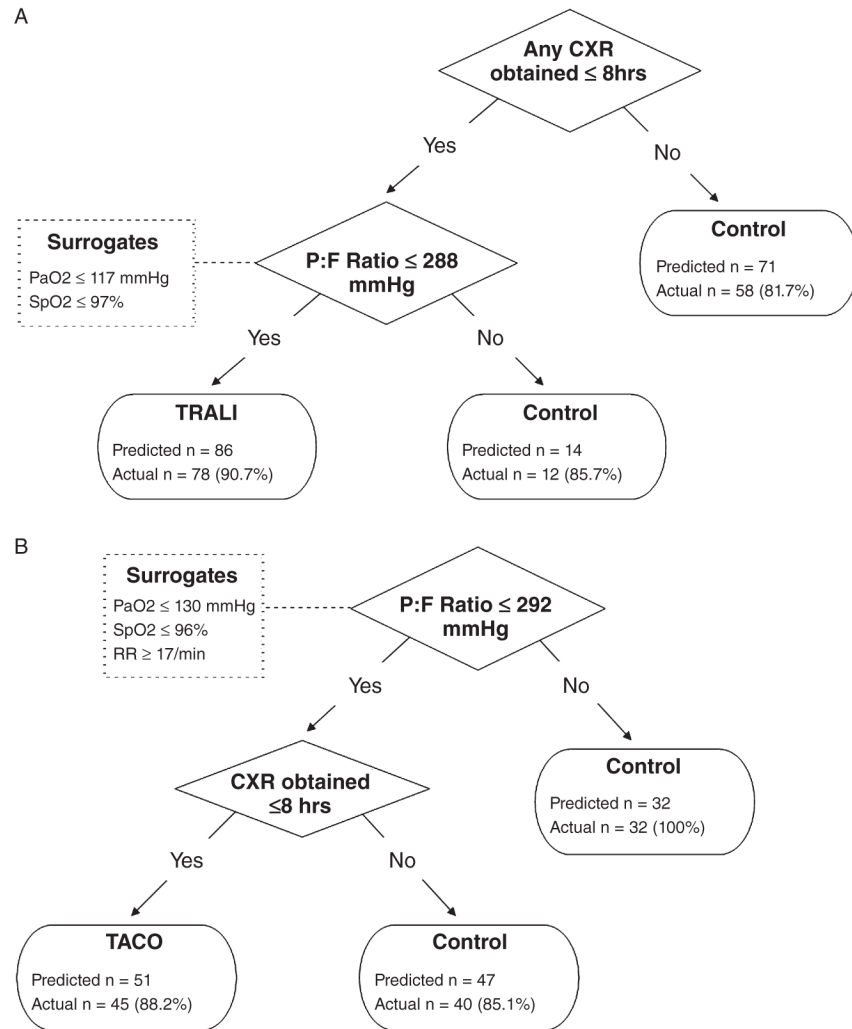 A
Any CXR
obtained ≤ 8hrs
Yes
No
Surrogates
PaO2 ≤ 117 mmHg
SpO2 ≤ 97%
P:F Ratio ≤ 288
mmHg
Control
Predicted n = 71
Actual n = 58 (81.7%)
Yes
No
TRALI
Predicted n = 86
Actual n = 78 (90.7%)
Control
Predicted n = 14
Actual n = 12 (85.7%)
B
Surrogates
PaO2 ≤ 130 mmHg
SpO2 ≤ 96%
RR ≥ 17/min
P:F Ratio ≤ 292
mmHg
Yes
No
CXR obtained
≤8 hrs
Control
Predicted n = 32
Actual n = 32 (100%)
Yes
No
TACO
Predicted n = 51
Actual n = 45 (88.2%)
Control
Predicted n = 47
Actual n = 40 (85.1%)